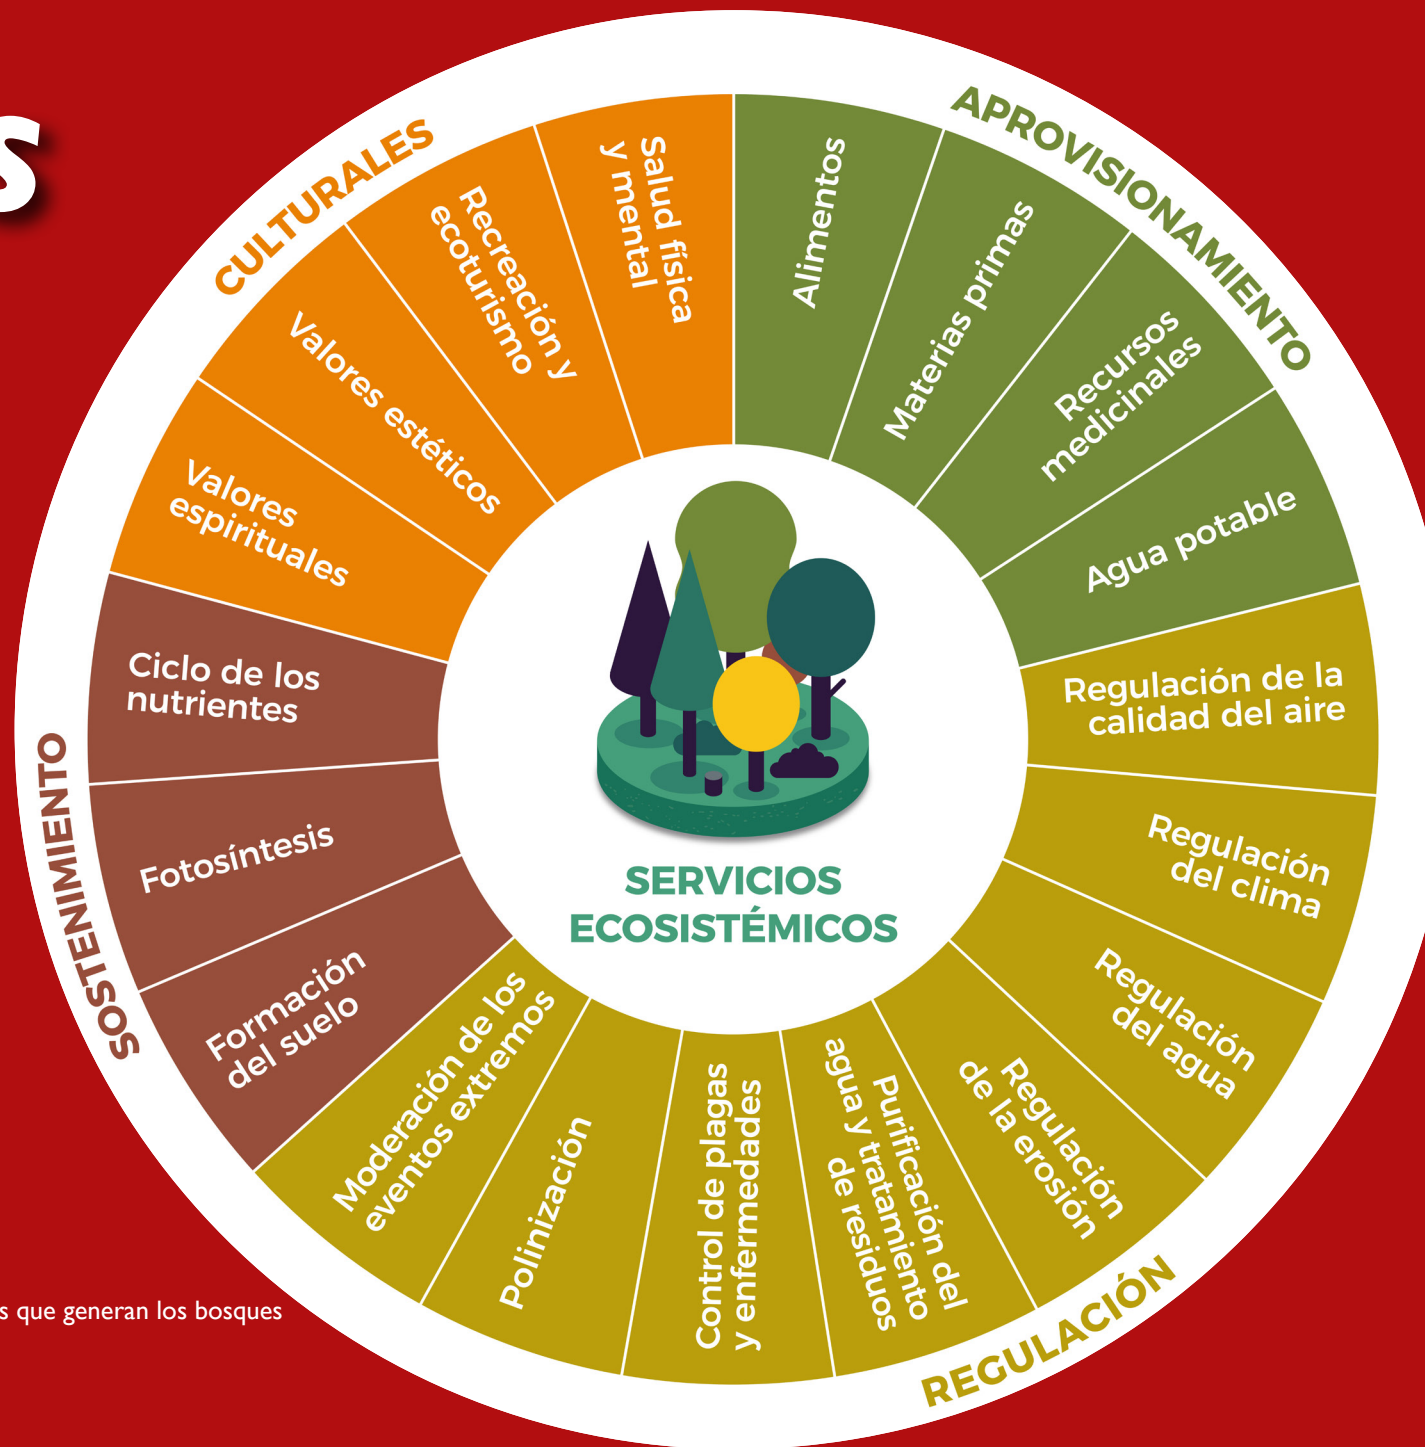 s
CULTURALES
Salud física
y mental
Recreación y
ecoturismo
Valores estéticos
Valores
espirituales
APROVISIONAMIENTO
Alimentos
Materias primas
Recursos
medicinales
Agua potable
Regulación de la
calidad del aire
Regulación
del clima
Regulación
del agua
Regulación
de la erosión
Purificación del
agua y tratamiento
de residuos
Control de plagas
y enfermedades
Polinización
Moderación de los
eventos extremos
REGULACIÓN
SOSTENIMIENTO
Ciclo de los
nutrientes
Fotosíntesis
Formación
del suelo
SERVICIOS
ECOSISTÉMICOS
s que generan los bosques